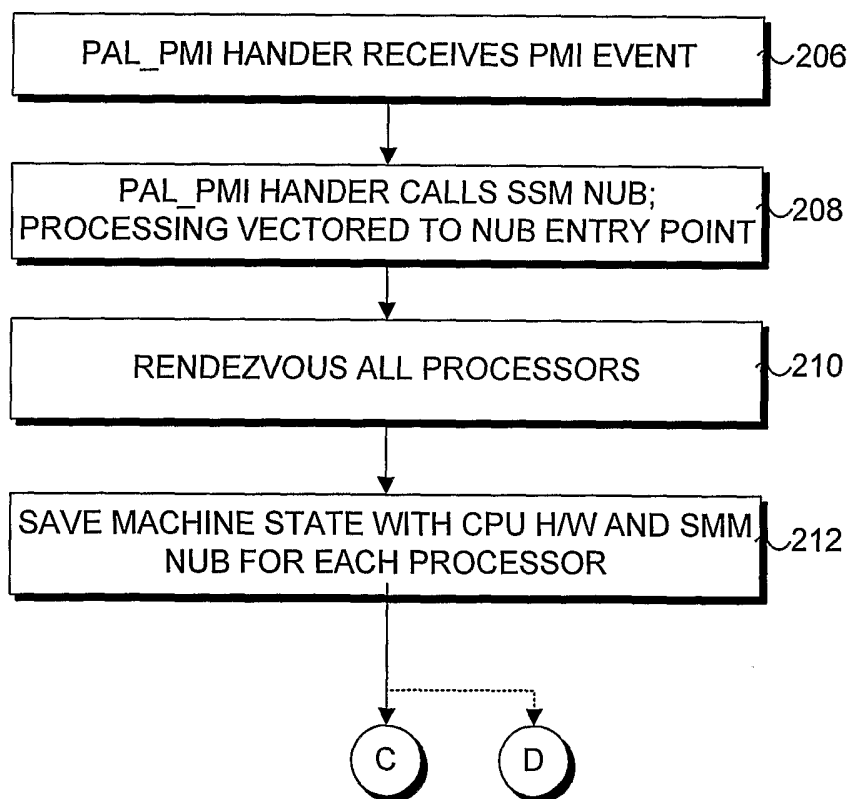 PAL_PMI HANDER RECEIVES PMI EVENT
206
PAL_PMI HANDER CALLS SSM NUB;
PROCESSING VECTORED TO NUB ENTRY POINT
208
RENDEZVOUS ALL PROCESSORS
210
SAVE MACHINE STATE WITH CPU H/W AND SMM
NUB FOR EACH PROCESSOR
212
C
D